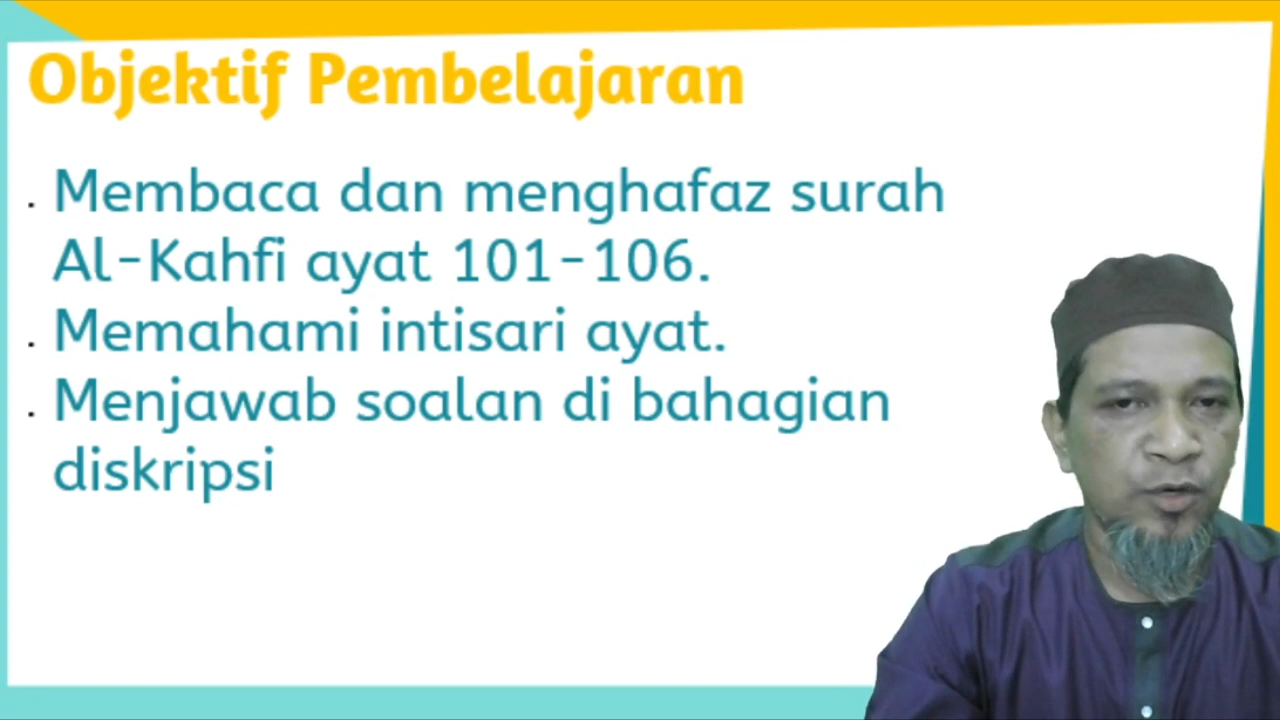 Objektif Pembelajaran
. Membaca dan menghafaz surah
Al-Kahfi ayat 101-106.
. Memahami intisari ayat.
. Menjawab soalan di bahagian
diskripsi